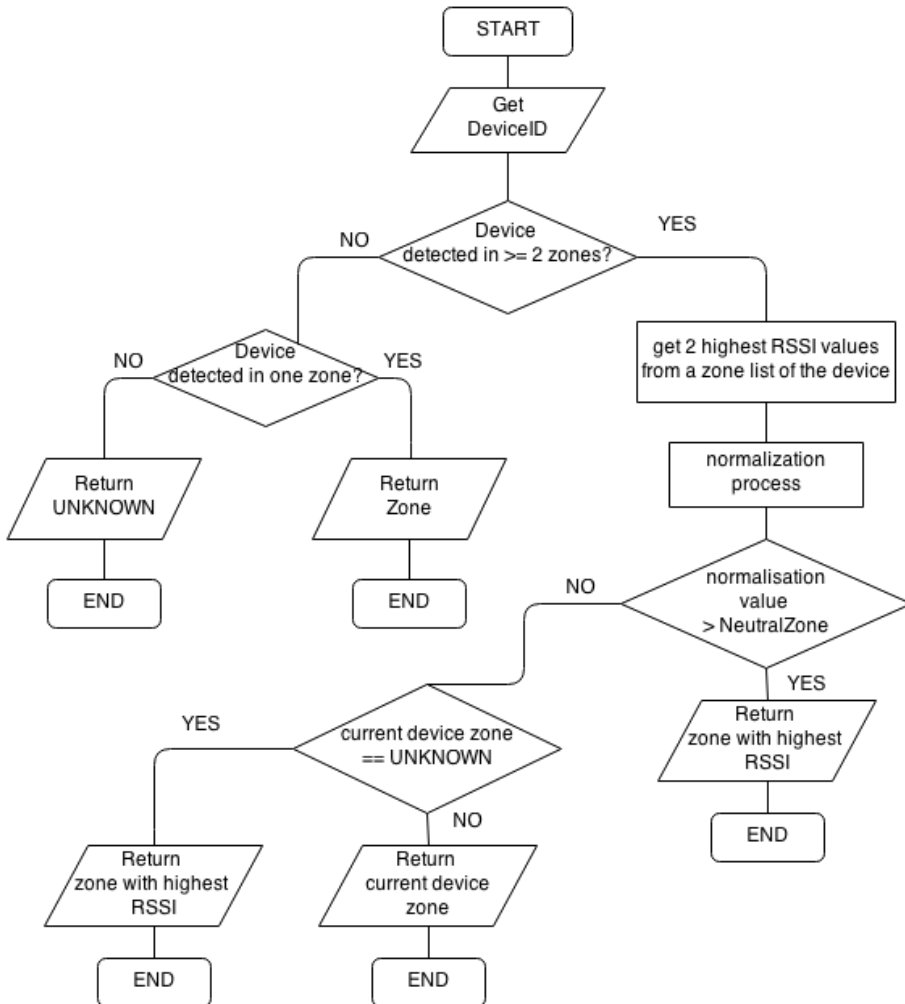 START
Get
DeviceID
Device
detected in >= 2 zones?
NO
YES
Device
detected in one zone?
NO
YES
get 2 highest RSSI values
from a zone list of the device
Return
UNKNOWN
Return
Zone
normalization
process
END
END
normalisation
value
> NeutralZone
NO
YES
Return
zone with highest
RSSI
current device zone
== UNKNOWN
YES
NO
END
Return
zone with highest
RSSI
Return
current device
zone
END
END